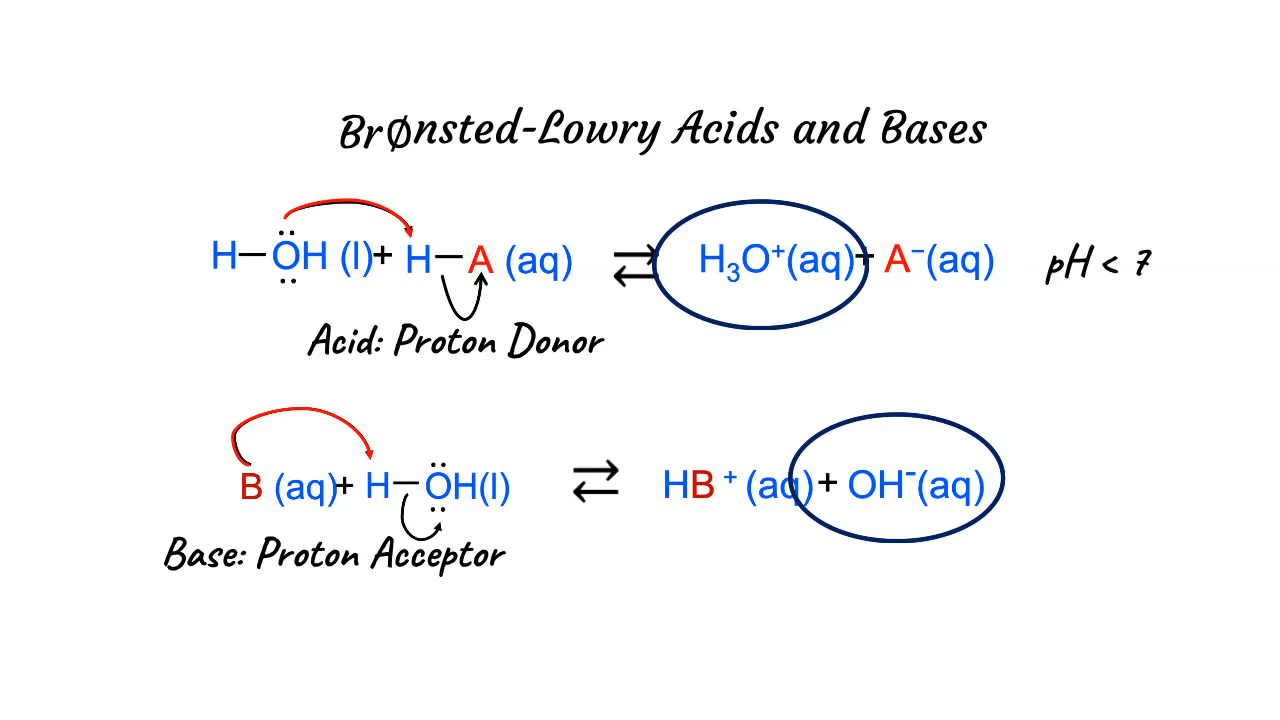 BrØnsted-Lowry Acids and Bases
H—ÖH (l) + H—A (aq) ⇄ H₃O⁺(aq) + A⁻(aq) pH < 7
Acid: Proton Donor
B (aq) + H—ÖH(l) ⇄ HB⁺ (aq) + OH⁻(aq)
Base: Proton Acceptor